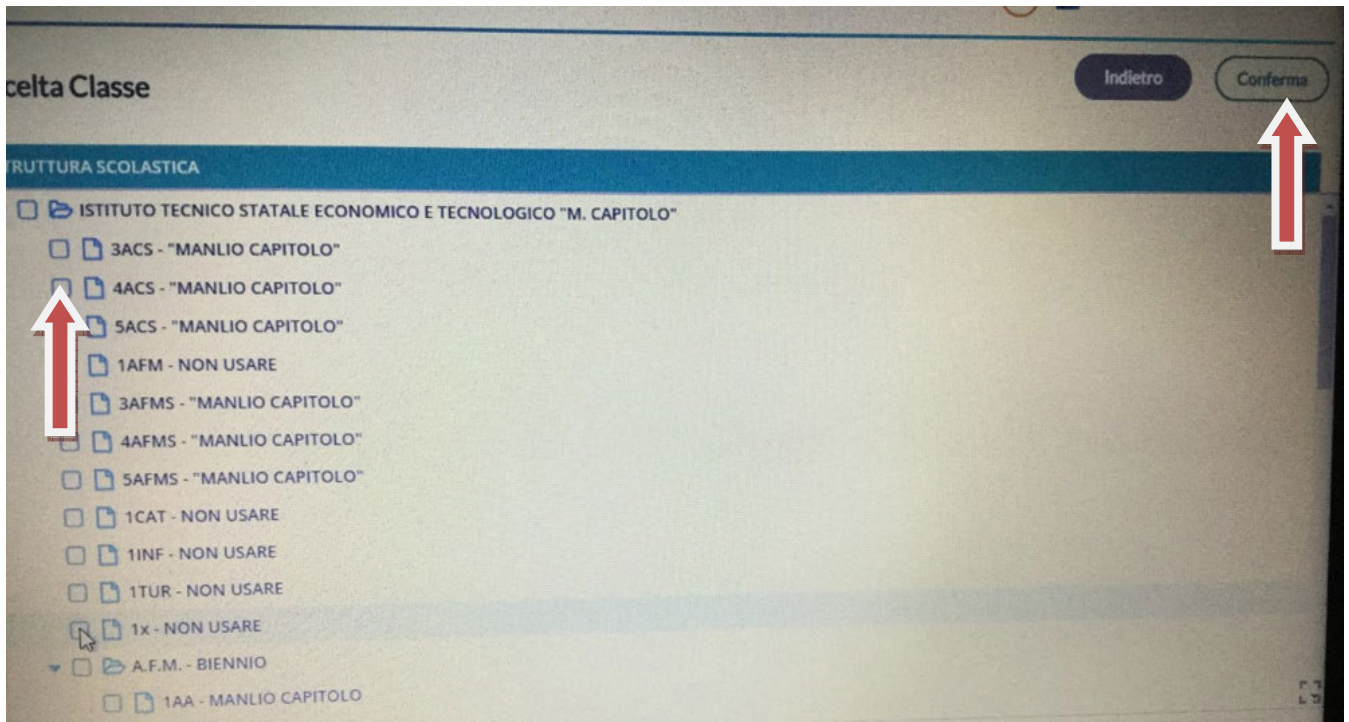 celta Classe
Indietro
Conferma
TRUTTURA SCOLASTICA
ISTITUTO TECNICO STATALE ECONOMICO E TECNOLOGICO "M. CAPITOLO"
3ACS - "MANLIO CAPITOLO"
4ACS - "MANLIO CAPITOLO"
5ACS - "MANLIO CAPITOLO"
1AFM - NON USARE
3AFMS - "MANLIO CAPITOLO"
4AFMS - "MANLIO CAPITOLO"
5AFMS - "MANLIO CAPITOLO"
1CAT - NON USARE
1INF - NON USARE
1TUR - NON USARE
1x - NON USARE
A.F.M. - BIENNIO
1AA - MANLIO CAPITOLO